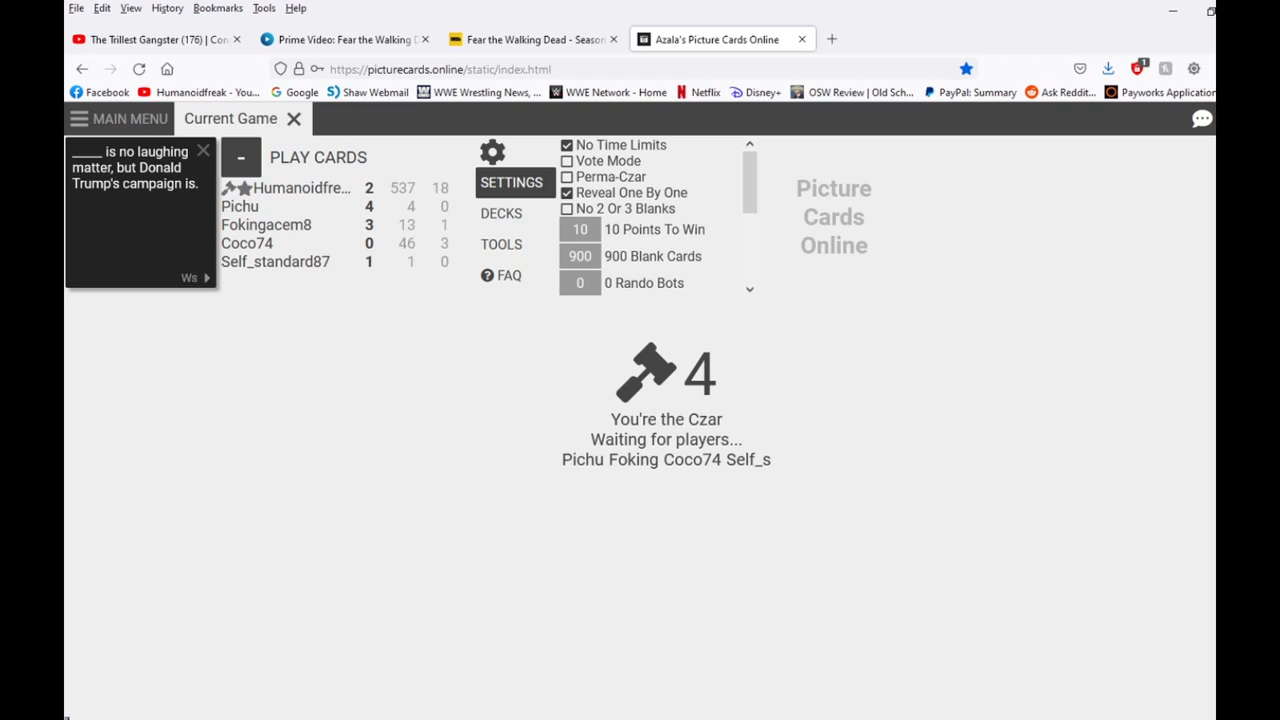 File Edit View History Bookmarks Tools Help
The Trillest Gangster (176) | Con
Prime Video: Fear the Walking D
Fear the Walking Dead - Season
Azala's Picture Cards Online
https://picturecards.online/static/index.html
1
Facebook Humanoidfreak - You... Google Shaw Webmail WWE Wrestling News, ... WWE Network - Home Netflix Disney+ OSW Review | Old Sch... PayPal: Summary Ask Reddit... Payworks Application
MAIN MENU Current Game
____ is no laughing
matter, but Donald
Trump's campaign is.
Ws
- PLAY CARDS
Humanoidfre... 2 537 18
Pichu 4 4 0
Fokingacem8 3 13 1
Coco74 0 46 3
Self_standard87 1 1 0
SETTINGS
DECKS
TOOLS
FAQ
No Time Limits
Vote Mode
Perma-Czar
Reveal One By One
No 2 Or 3 Blanks
10 10 Points To Win
900 900 Blank Cards
0 0 Rando Bots
Picture
Cards
Online
4
You're the Czar
Waiting for players...
Pichu Foking Coco74 Self_s